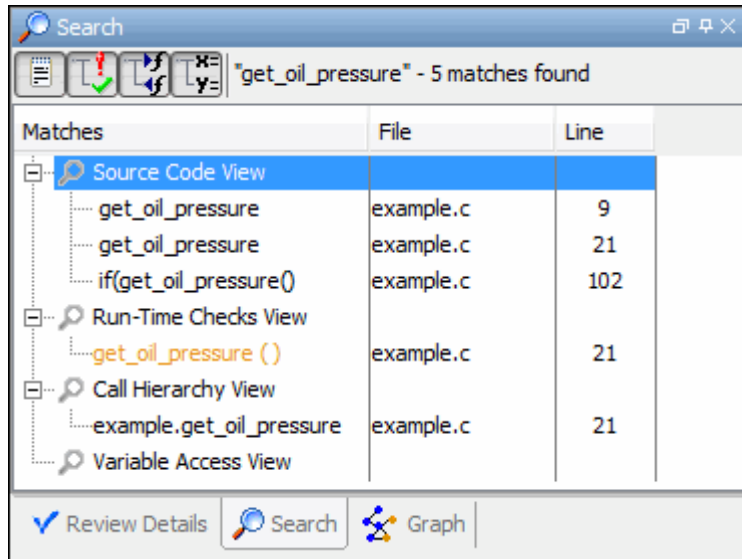 Search
"get_oil_pressure" - 5 matches found
Matches File Line
Source Code View
get_oil_pressure example.c 9
get_oil_pressure example.c 21
if(get_oil_pressure() example.c 102
Run-Time Checks View
get_oil_pressure ( ) example.c 21
Call Hierarchy View
example.get_oil_pressure example.c 21
Variable Access View
Review Details Search Graph